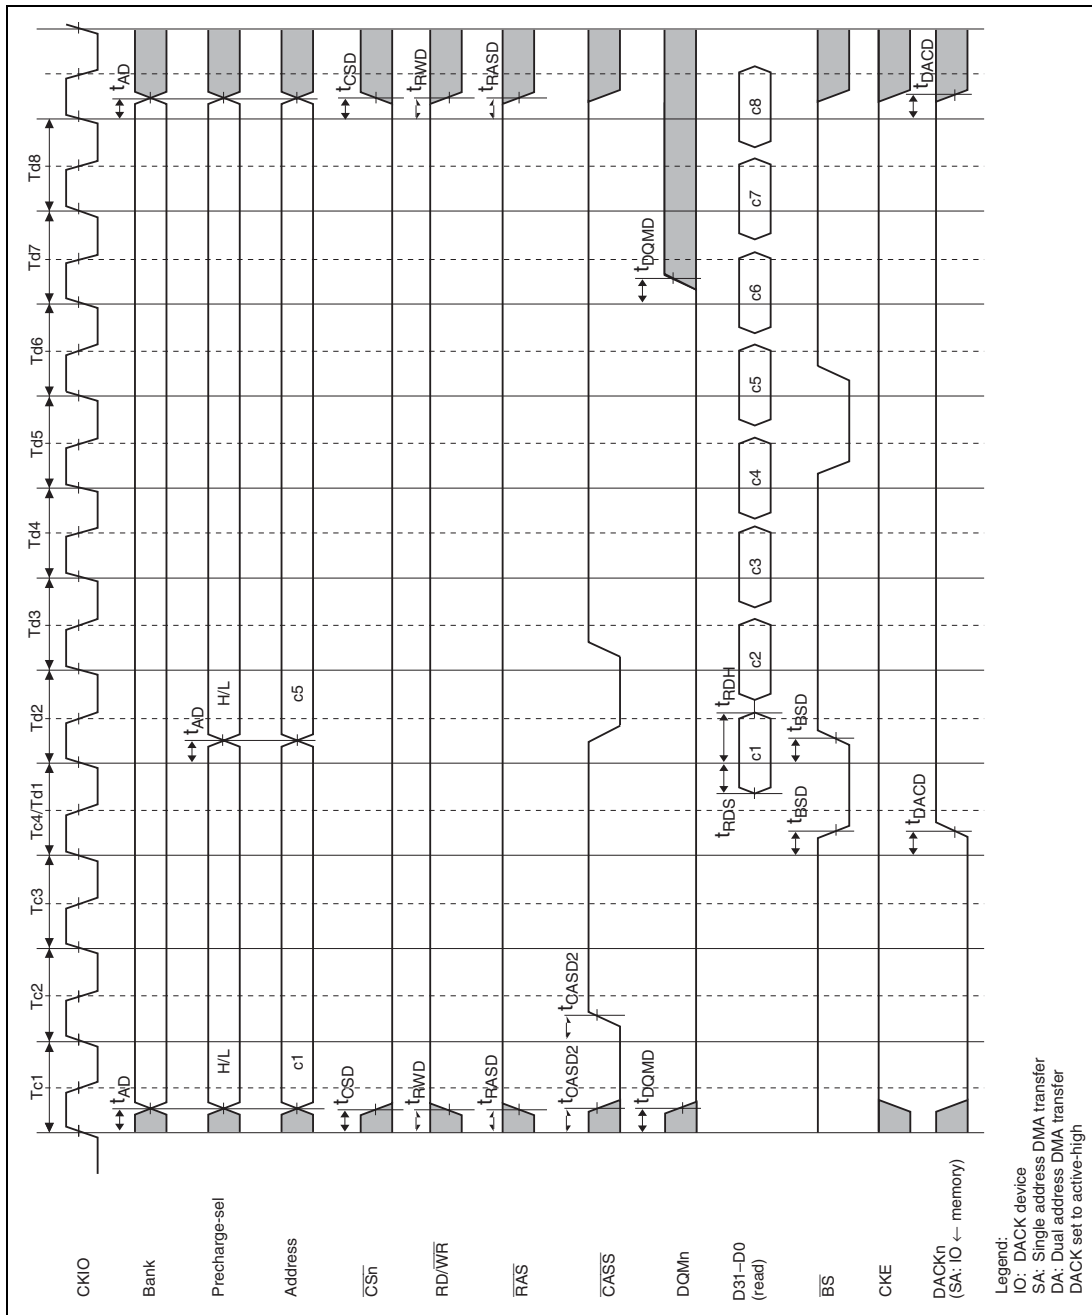 Tc1 Tc2 Tc3 Tc4/Td1 Td2 Td3 Td4 Td5 Td6 Td7 Td8
CKIO
tAD tAD
Bank
tAD
Precharge-sel H/L H/L
Address c1 c5
tCSD tCSD
CSn
tRWD tRWD
RD/WR
tRASD tRASD
RAS
tCASD2 tCASD2
CASS
tDQMD tDQMD
DQMn
tRDS tRDH
D31–D0
(read)
c1 c2 c3 c4 c5 c6 c7 c8
tBSD tBSD
BS
CKE
tDACD tDACD
DACKn
(SA: IO ← memory)
Legend:
IO: DACK device
SA: Single address DMA transfer
DA: Dual address DMA transfer
DACK set to active-high